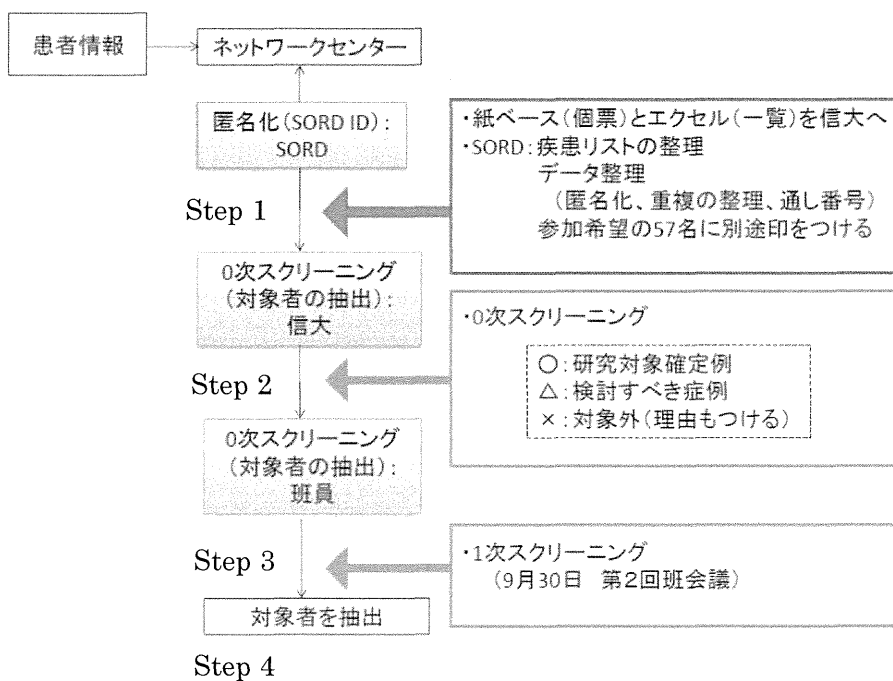 患者情報
ネットワークセンター
匿名化(SORD ID):
SORD
・紙ベース(個票)とエクセル(一覧)を信大へ
・SORD:疾患リストの整理
データ整理
(匿名化、重複の整理、通し番号)
参加希望の57名に別途印をつける
Step 1
0次スクリーニング
(対象者の抽出):
信大
・0次スクリーニング
○:研究対象確定例
△:検討すべき症例
×:対象外(理由もつける)
Step 2
0次スクリーニング
(対象者の抽出):
班員
Step 3
・1次スクリーニング
(9月30日 第2回班会議)
対象者を抽出
Step 4